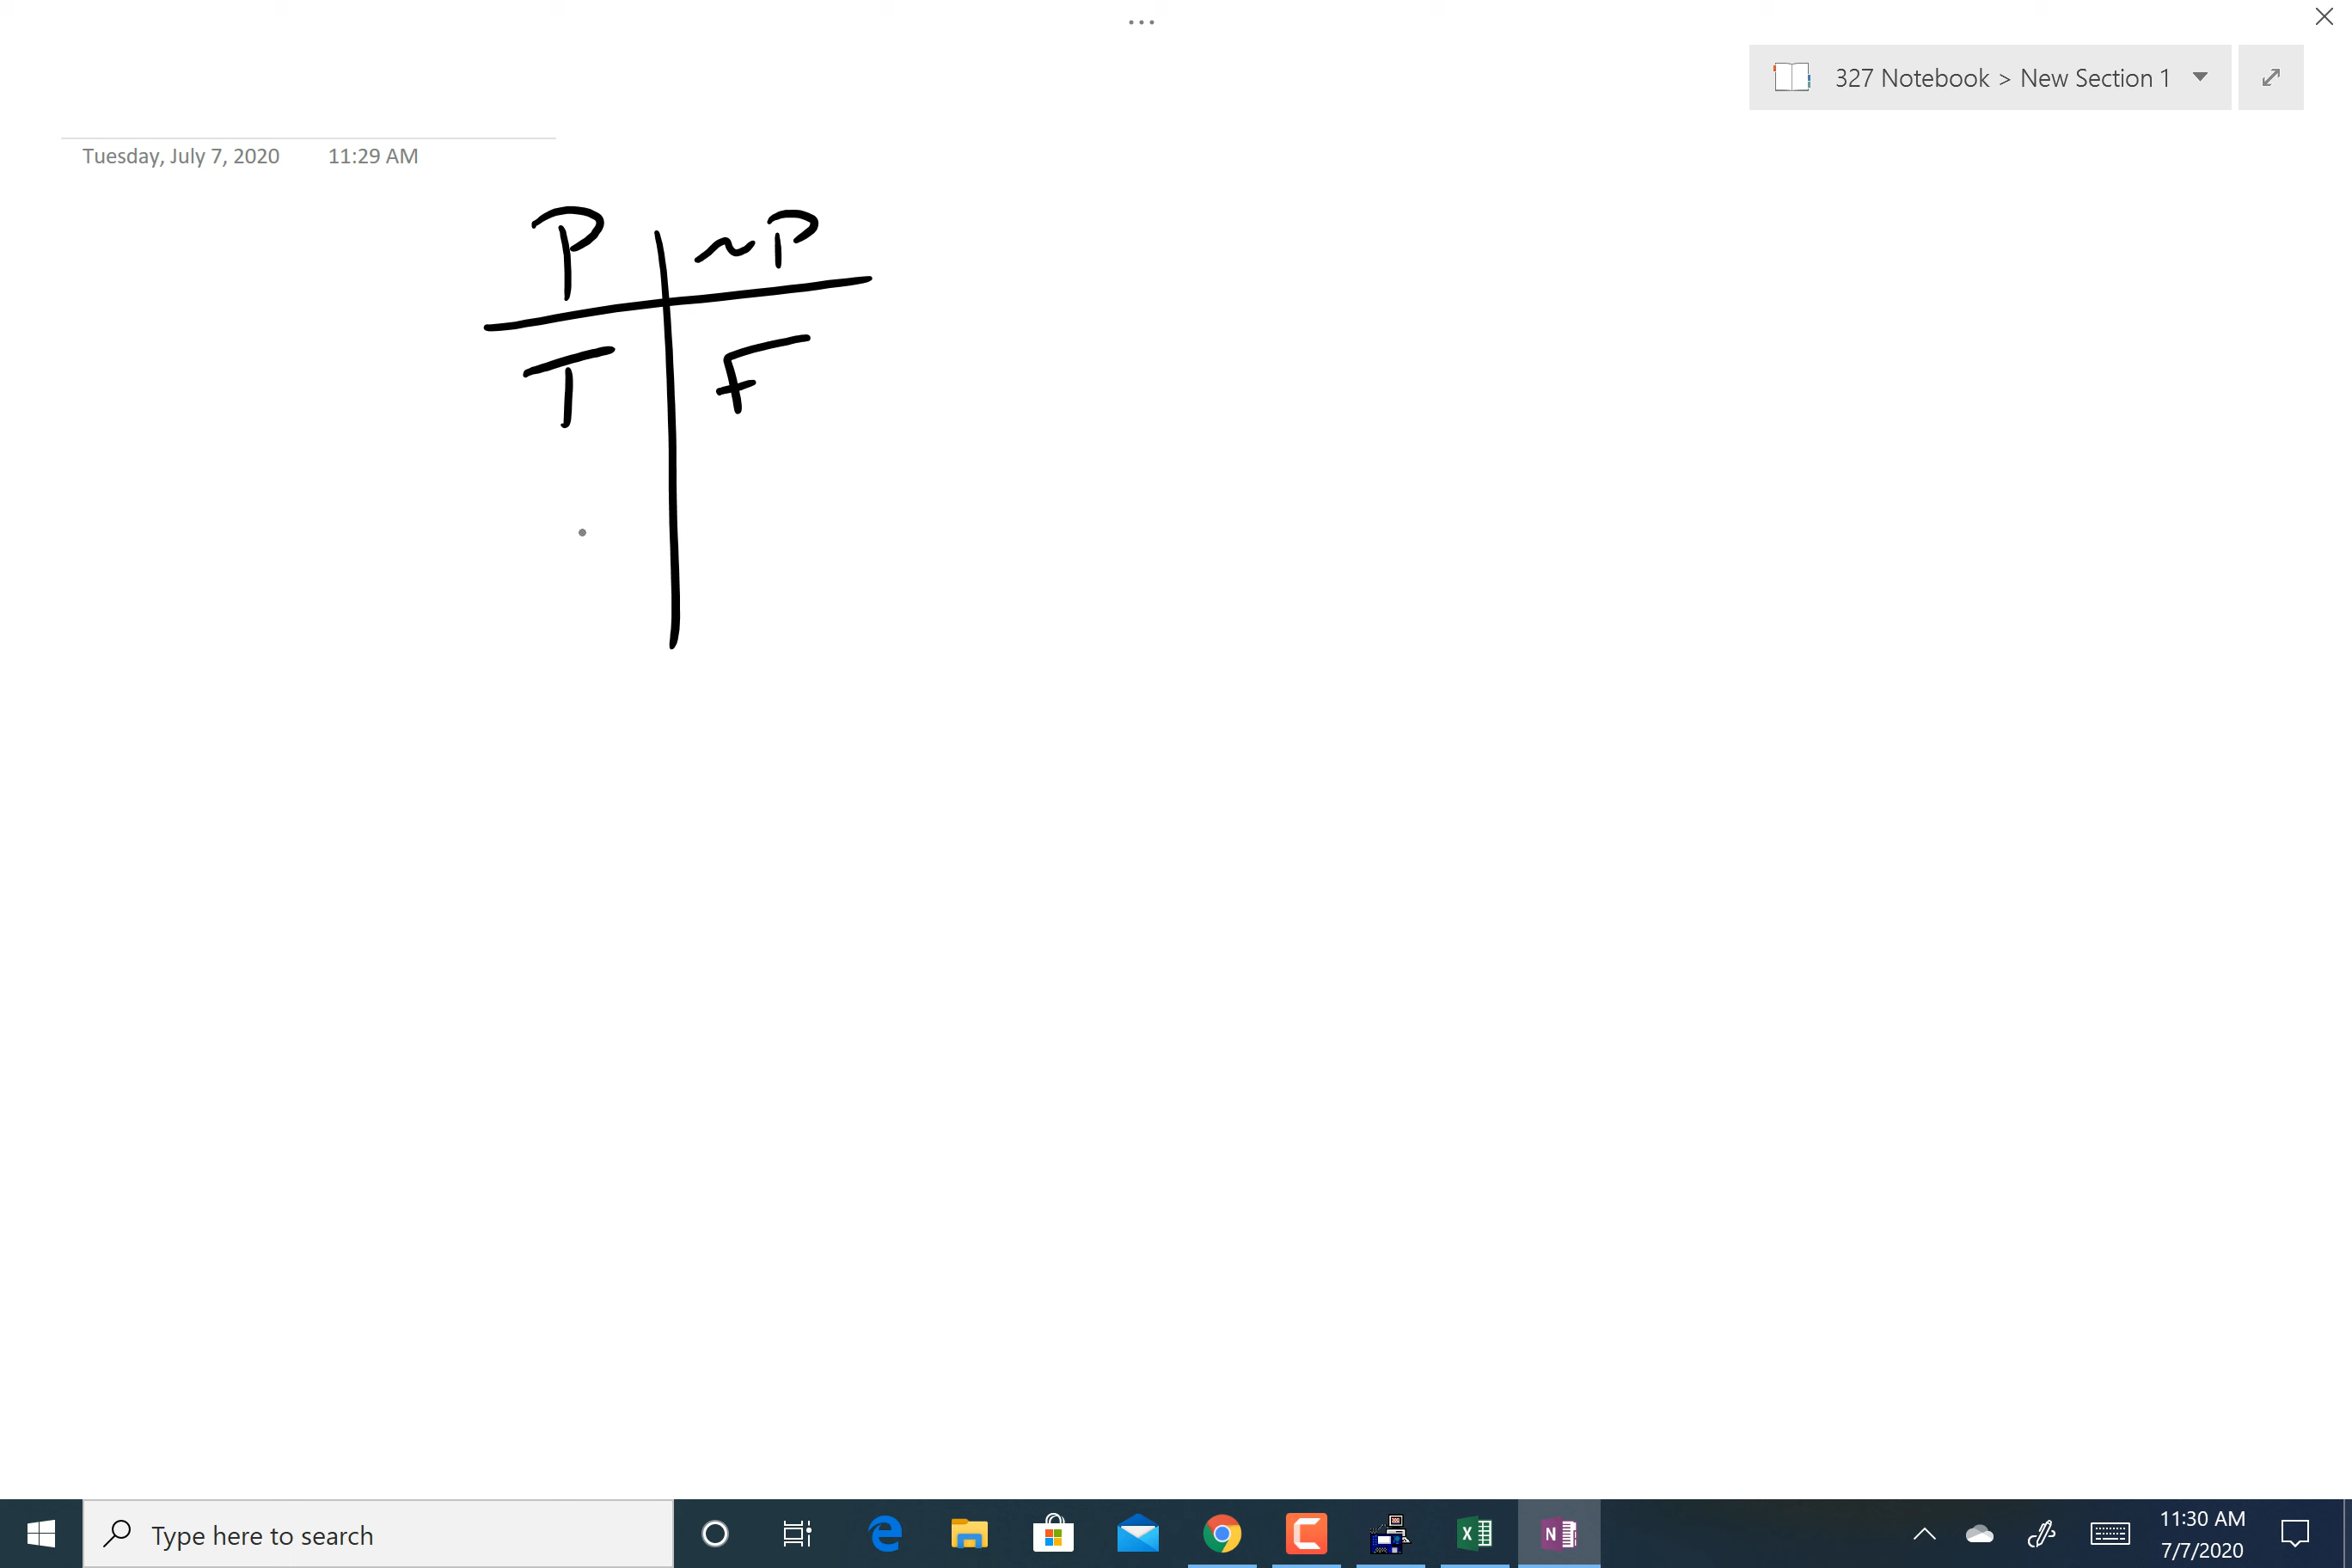 327 Notebook > New Section 1
Tuesday, July 7, 2020 11:29 AM
P ~P
T F
Type here to search
11:30 AM
7/7/2020